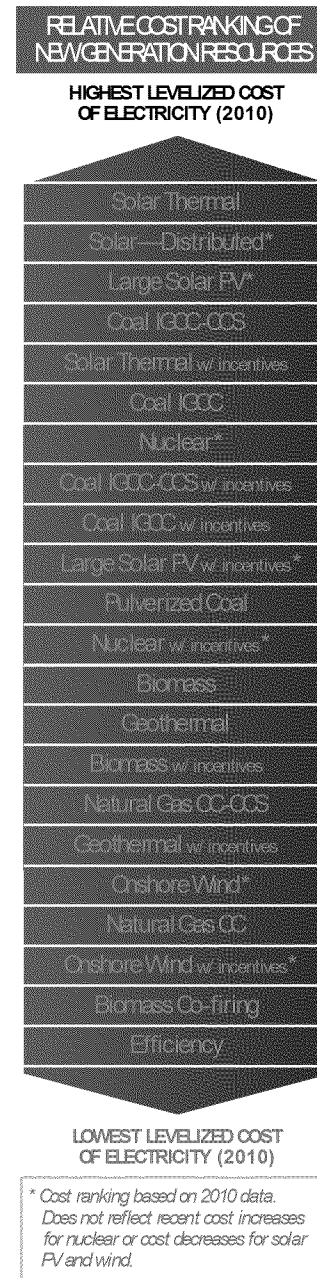 RELATIVE COST RANKING OF
NEW GENERATION RESOURCES
HIGHEST LEVELIZED COST
OF ELECTRICITY (2010)
Solar Thermal
Solar—Distributed*
Large Solar PV*
Coal IGCC-CCS
Solar Thermal w/ incentives
Coal IGCC
Nuclear*
Coal IGCC-CCS w/ incentives
Coal IGCC w/ incentives
Large Solar PV w/ incentives*
Pulverized Coal
Nuclear w/ incentives*
Biomass
Geothermal
Biomass w/ incentives
Natural Gas CC-CCS
Geothermal w/ incentives
Onshore Wind*
Natural Gas CC
Onshore Wind w/ incentives*
Biomass Co-firing
Efficiency
LOWEST LEVELIZED COST
OF ELECTRICITY (2010)
* Cost ranking based on 2010 data.
Does not reflect recent cost increases
for nuclear or cost decreases for solar
PV and wind.